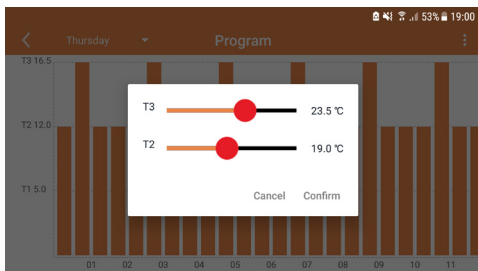 53% 19:00
Thursday Program
T3 16.5
T3 23.5 °C
T2 12.0
T2 19.0 °C
T1 5.0
Cancel Confirm
01 02 03 04 05 06 07 08 09 10 11